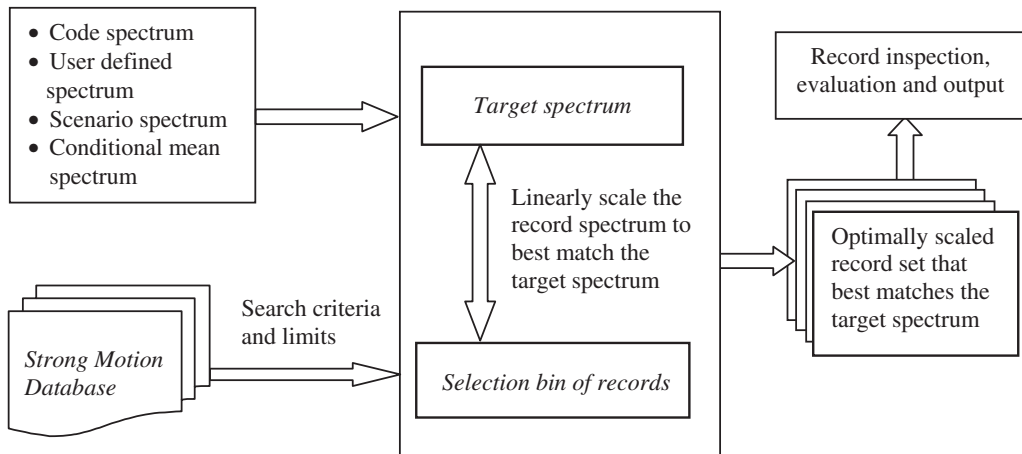 • Code spectrum
• User defined
spectrum
• Scenario spectrum
• Conditional mean
spectrum
Target spectrum
Linearly scale the
record spectrum to
best match the
target spectrum
Selection bin of records
Search criteria
and limits
Strong Motion
Database
Record inspection,
evaluation and output
Optimally scaled
record set that
best matches the
target spectrum